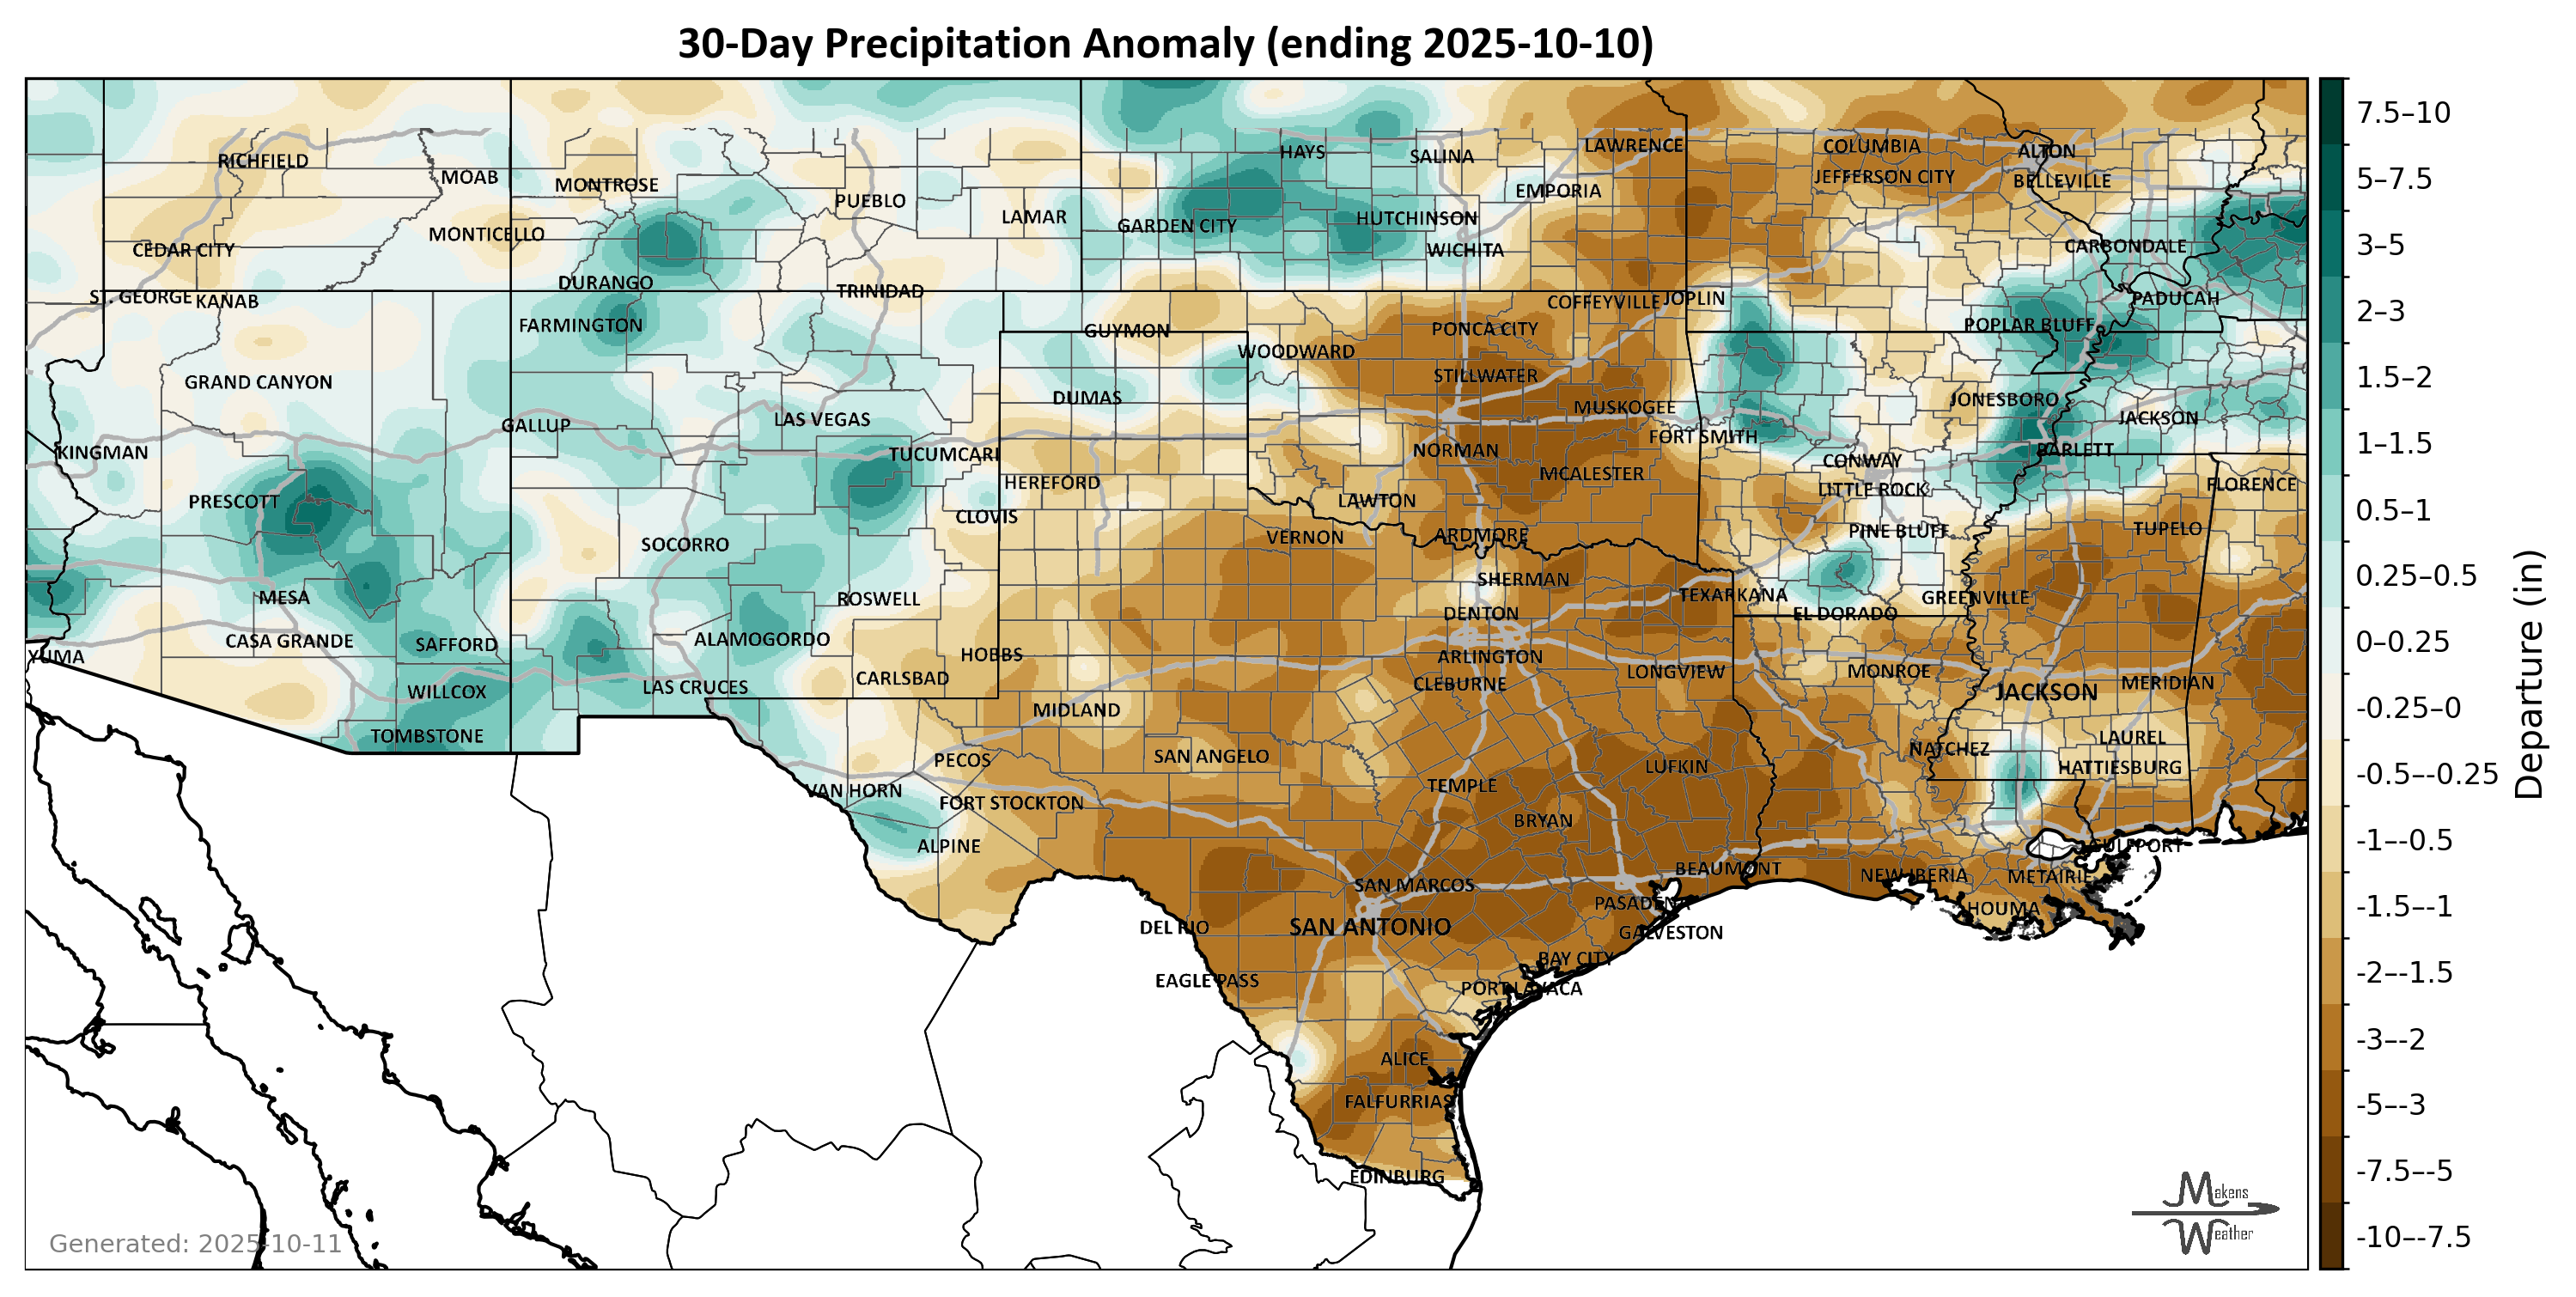 30-Day Precipitation Anomaly (ending 2025-10-10)
RICHFIELD
MOAB
MONTROSE
PUEBLO
LAMAR
HAYS
SALINA
LAWRENCE
COLUMBIA
ALTON
EMPORIA
JEFFERSON CITY
BELLEVILLE
CEDAR CITY
MONTICELLO
GARDEN CITY
HUTCHINSON
WICHITA
CARBONDALE
DURANGO
TRINIDAD
ST. GEORGE
KANAB
COFFEYVILLE
JOPLIN
PADUCAH
FARMINGTON
GUYMON
PONCA CITY
POPLAR BLUFF
WOODWARD
GRAND CANYON
STILLWATER
DUMAS
MUSKOGEE
JONESBORO
JACKSON
GALLUP
LAS VEGAS
FORT SMITH
KINGMAN
TUCUMCARI
NORMAN
BARLETT
CONWAY
MCALESTER
HEREFORD
LITTLE ROCK
FLORENCE
PRESCOTT
LAWTON
CLOVIS
PINE BLUFF
TUPELO
SOCORRO
VERNON
ARDMORE
SHERMAN
MESA
ROSWELL
TEXARKANA
GREENVILLE
DENTON
EL DORADO
CASA GRANDE
SAFFORD
ALAMOGORDO
YUMA
HOBBS
ARLINGTON
CARLSBAD
CLEBURNE
LONGVIEW
MONROE
WILLCOX
LAS CRUCES
JACKSON
MERIDIAN
MIDLAND
TOMBSTONE
LAUREL
PECOS
SAN ANGELO
NATCHEZ
LUFKIN
HATTIESBURG
VAN HORN
TEMPLE
FORT STOCKTON
BRYAN
ALPINE
GULFPORT
BEAUMONT
SAN MARCOS
NEW IBERIA
METAIRIE
PASADENA
HOUMA
DEL RIO
SAN ANTONIO
GALVESTON
BAY CITY
EAGLE PASS
PORT LAVACA
ALICE
FALFURRIAS
EDINBURG
Generated: 2025-10-11
Makens
Weather
7.5–10
5–7.5
3–5
2–3
1.5–2
1–1.5
0.5–1
0.25–0.5
0–0.25
-0.25–0
-0.5–-0.25
-1–-0.5
-1.5–-1
-2–-1.5
-3–-2
-5–-3
-7.5–-5
-10–-7.5
Departure (in)